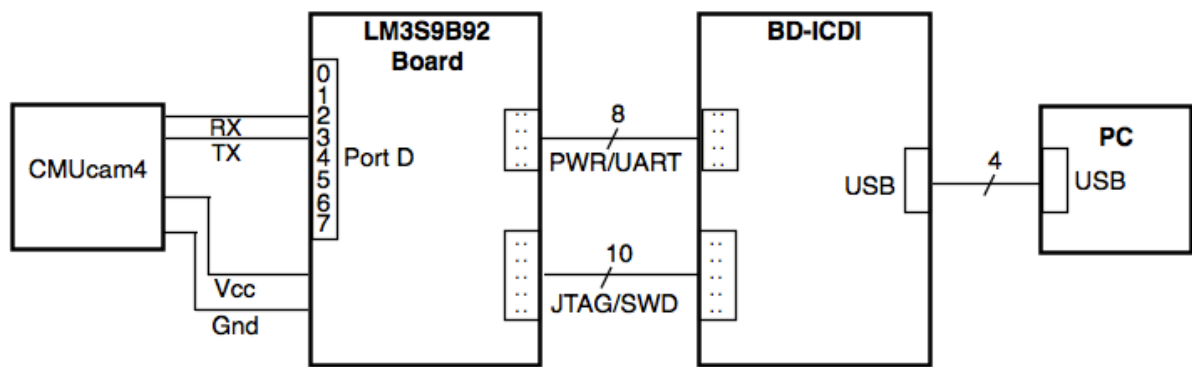 LM3S9B92
Board
BD-ICDI
0
1
2
3
4
5
6
7
Port D
CMUcam4
RX
TX
Vcc
Gnd
8
PWR/UART
10
JTAG/SWD
USB
4
PC
USB